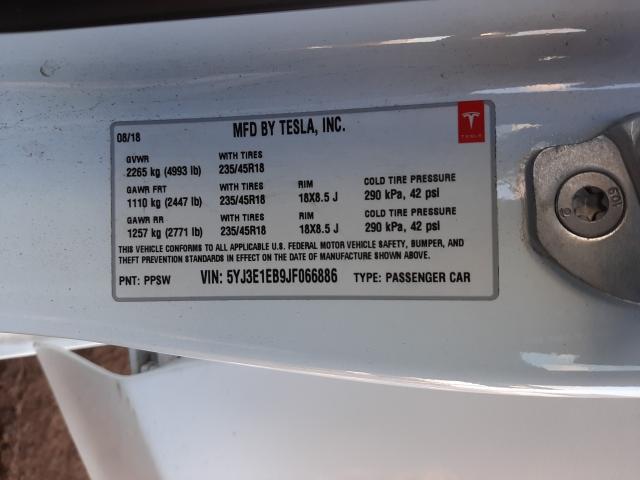 08/18 MFD BY TESLA, INC.
TESLA
GVWR WITH TIRES
2265 kg (4993 lb) 235/45R18
GAWR FRT WITH TIRES RIM COLD TIRE PRESSURE
1110 kg (2447 lb) 235/45R18 18X8.5 J 290 kPa, 42 psi
GAWR RR WITH TIRES RIM COLD TIRE PRESSURE
1257 kg (2771 lb) 235/45R18 18X8.5 J 290 kPa, 42 psi
THIS VEHICLE CONFORMS TO ALL APPLICABLE U.S. FEDERAL MOTOR VEHICLE SAFETY, BUMPER, AND
THEFT PREVENTION STANDARDS IN EFFECT ON THE DATE OF MANUFACTURE SHOWN ABOVE.
PNT: PPSW VIN: 5YJ3E1EB9JF066886 TYPE: PASSENGER CAR